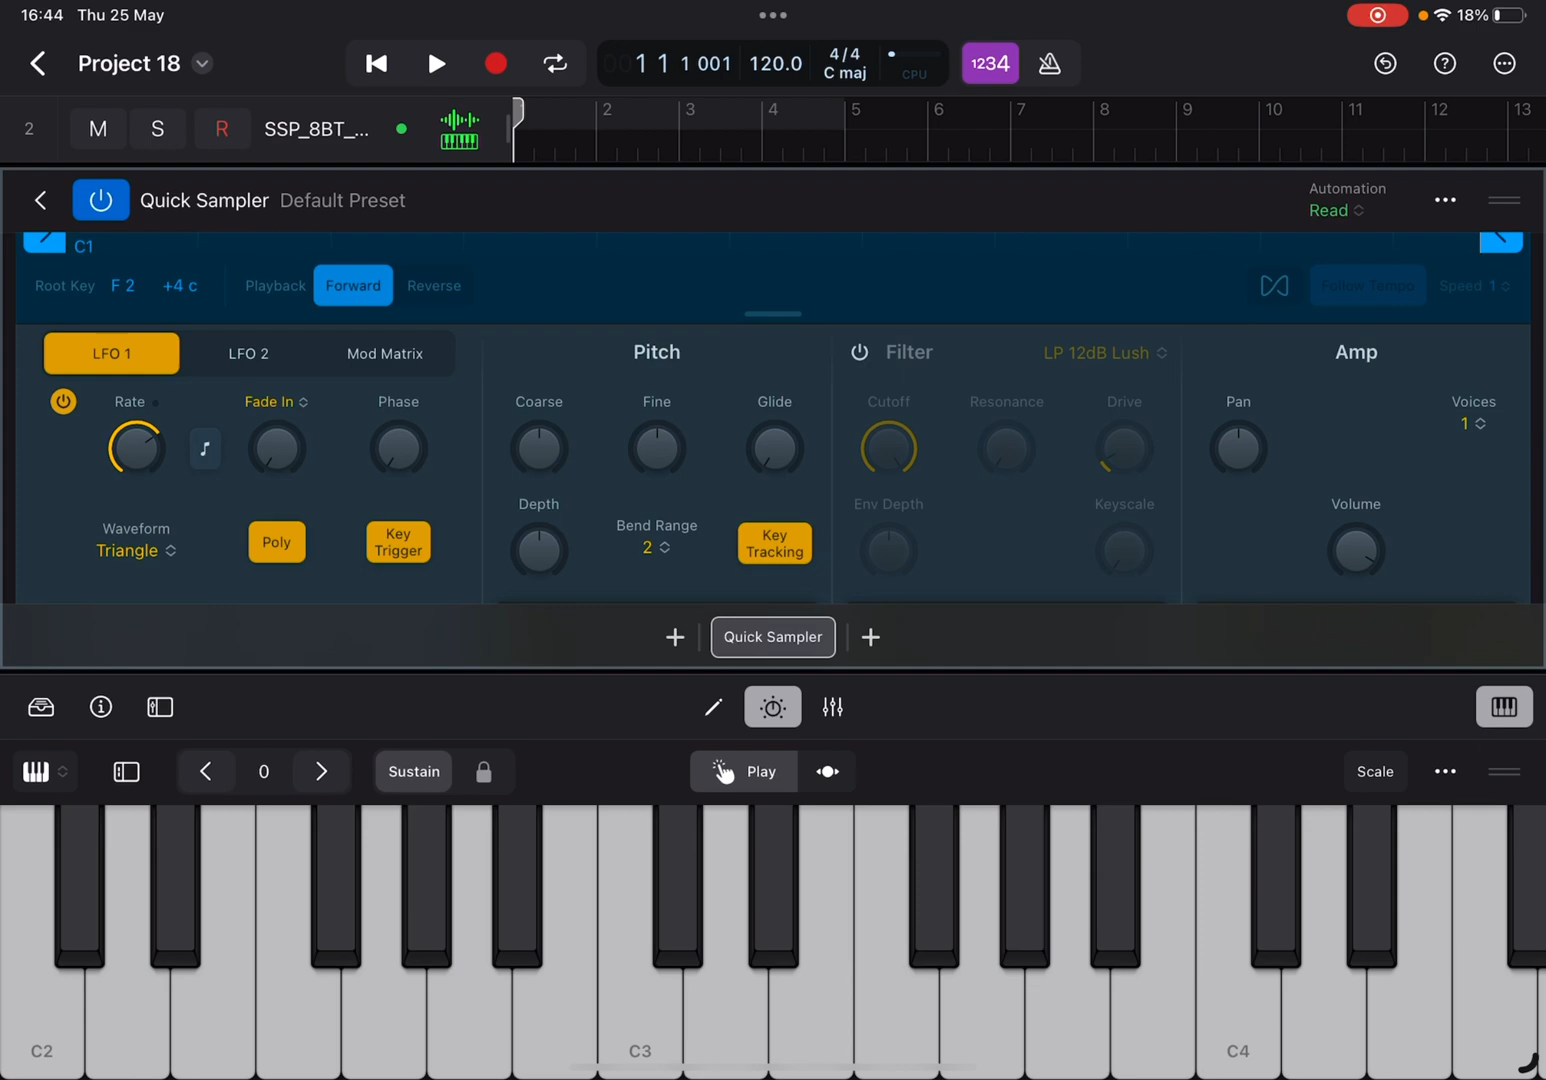 16:44 Thu 25 May
18%
Project 18
1 1 1 001 120.0 4/4 C maj CPU
1234
2 M S R SSP_8BT_...
2 3 4 5 6 7 8 9 10 11 12 13
Quick Sampler Default Preset
Automation
Read
C1
Root Key F 2 +4 c Playback Forward Reverse Follow Tempo Speed 1
LFO 1 LFO 2 Mod Matrix Pitch Filter LP 12dB Lush Amp
Rate Fade In Phase Coarse Fine Glide Cutoff Resonance Drive Pan Voices
1
Depth Env Depth Keyscale Volume
Waveform Bend Range
Triangle Poly Key Trigger 2 Key Tracking
Quick Sampler
0 Sustain Play Scale
C2 C3 C4